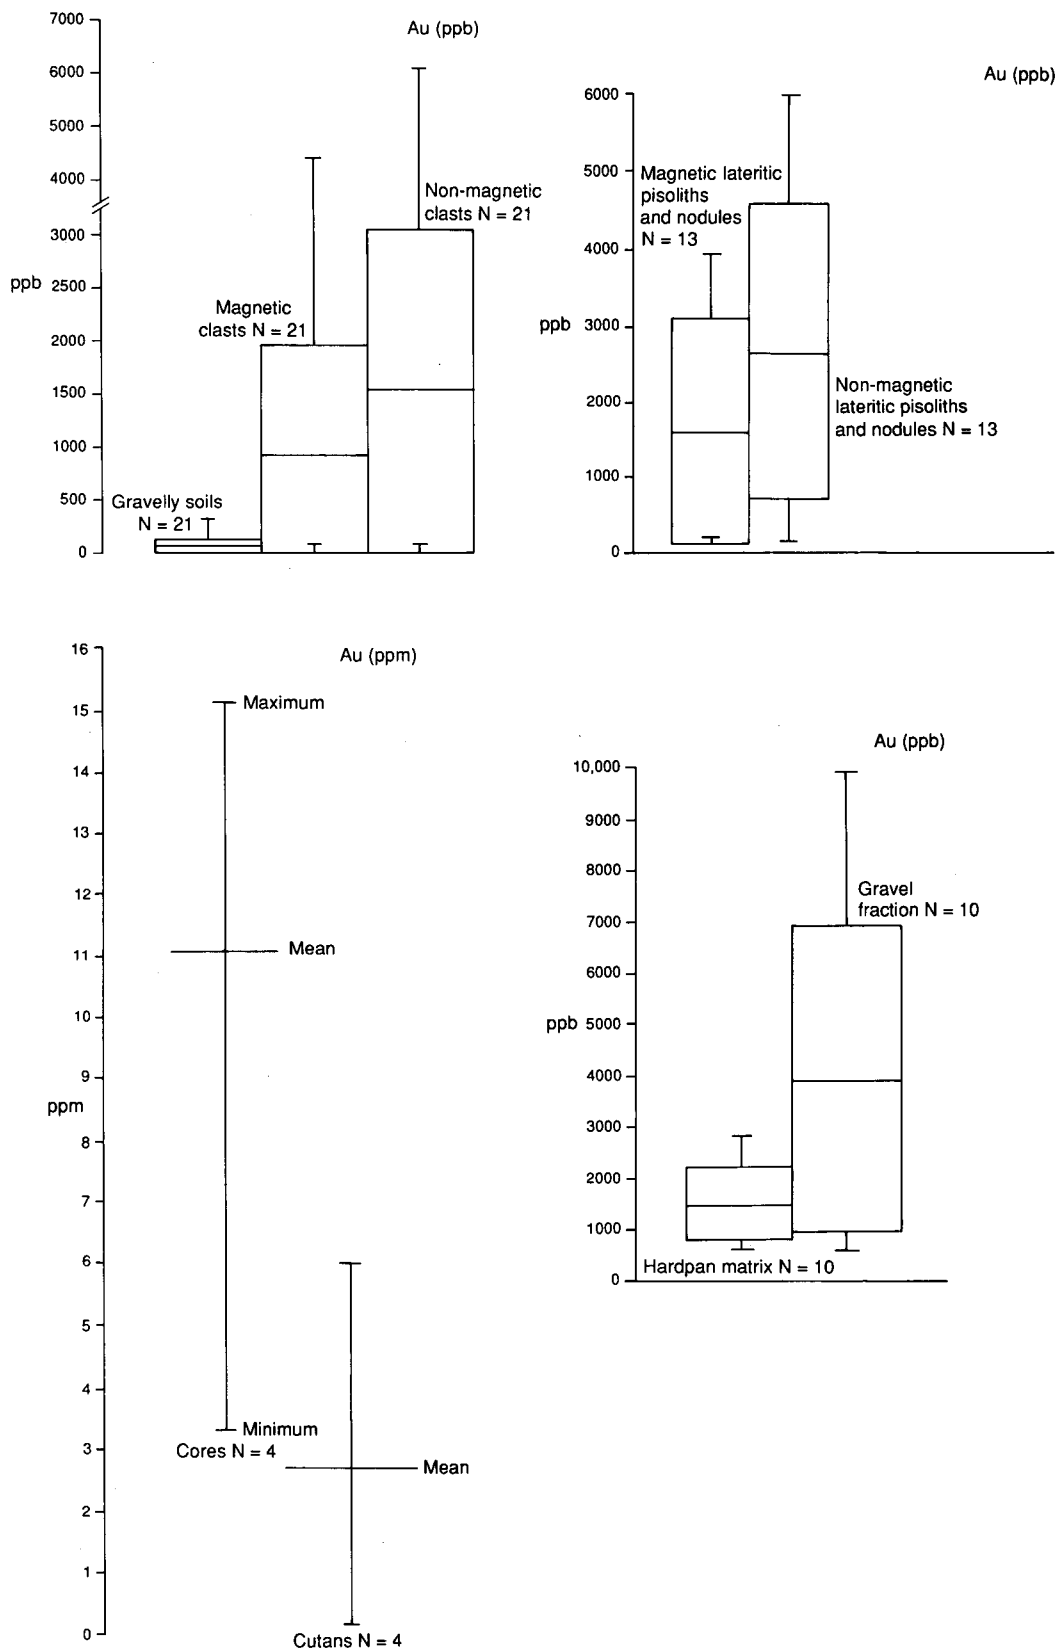 Au (ppb)
7000
6000
5000
4000
3000
2500
2000
1500
1000
500
0
ppb
Gravelly soils
N = 21
Magnetic
clasts N = 21
Non-magnetic
clasts N = 21
Au (ppb)
6000
5000
4000
3000
2000
1000
0
ppb
Magnetic lateritic
pisoliths
and nodules
N = 13
Non-magnetic
lateritic pisoliths
and nodules N = 13
Au (ppm)
16
15
14
13
12
11
10
9
8
7
6
5
4
3
2
1
0
ppm
Maximum
Mean
Minimum
Cores N = 4
Mean
Cutans N = 4
Au (ppb)
10,000
9000
8000
7000
6000
ppb 5000
4000
3000
2000
1000
0
Gravel
fraction N = 10
Hardpan matrix N = 10